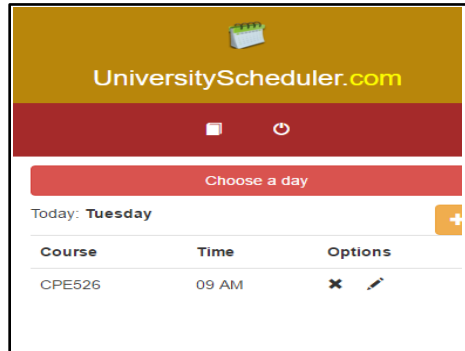 UniversityScheduler.com
Choose a day
Today: Tuesday
Course Time Options
CPE526 09 AM